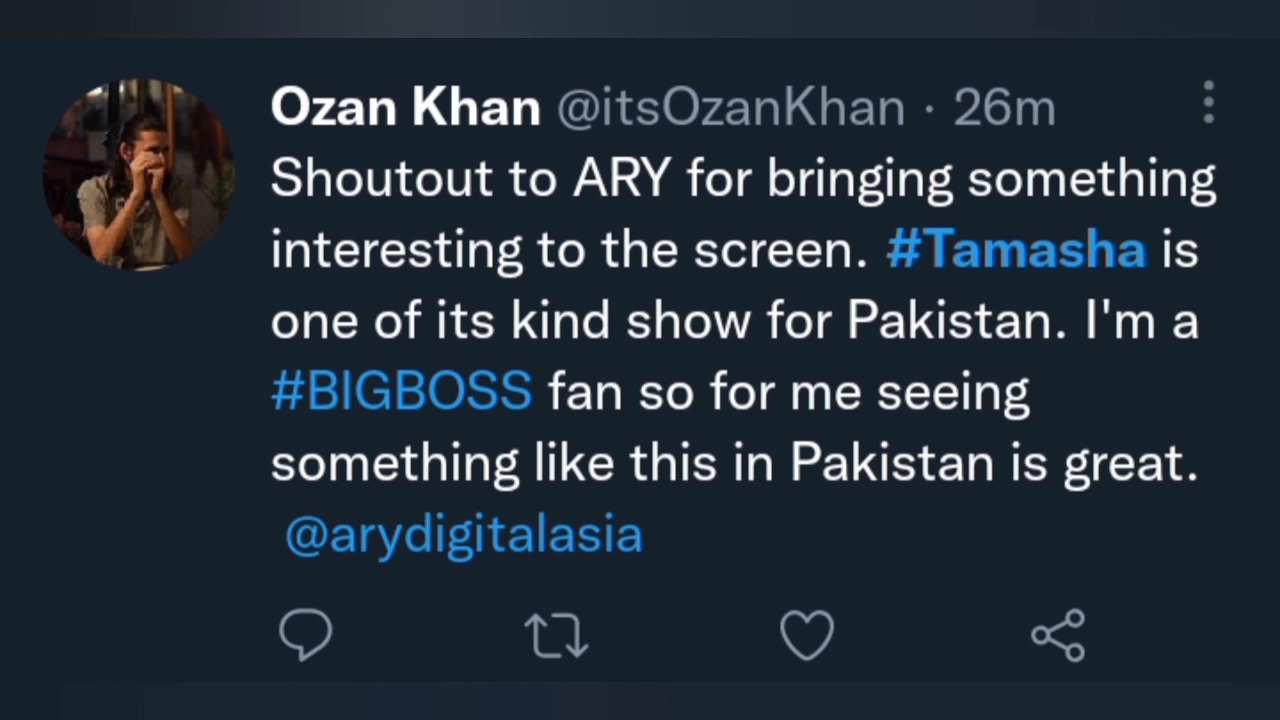 Ozan Khan @itsOzanKhan · 26m
Shoutout to ARY for bringing something
interesting to the screen. #Tamasha is
one of its kind show for Pakistan. I'm a
#BIGBOSS fan so for me seeing
something like this in Pakistan is great.
@arydigitalasia